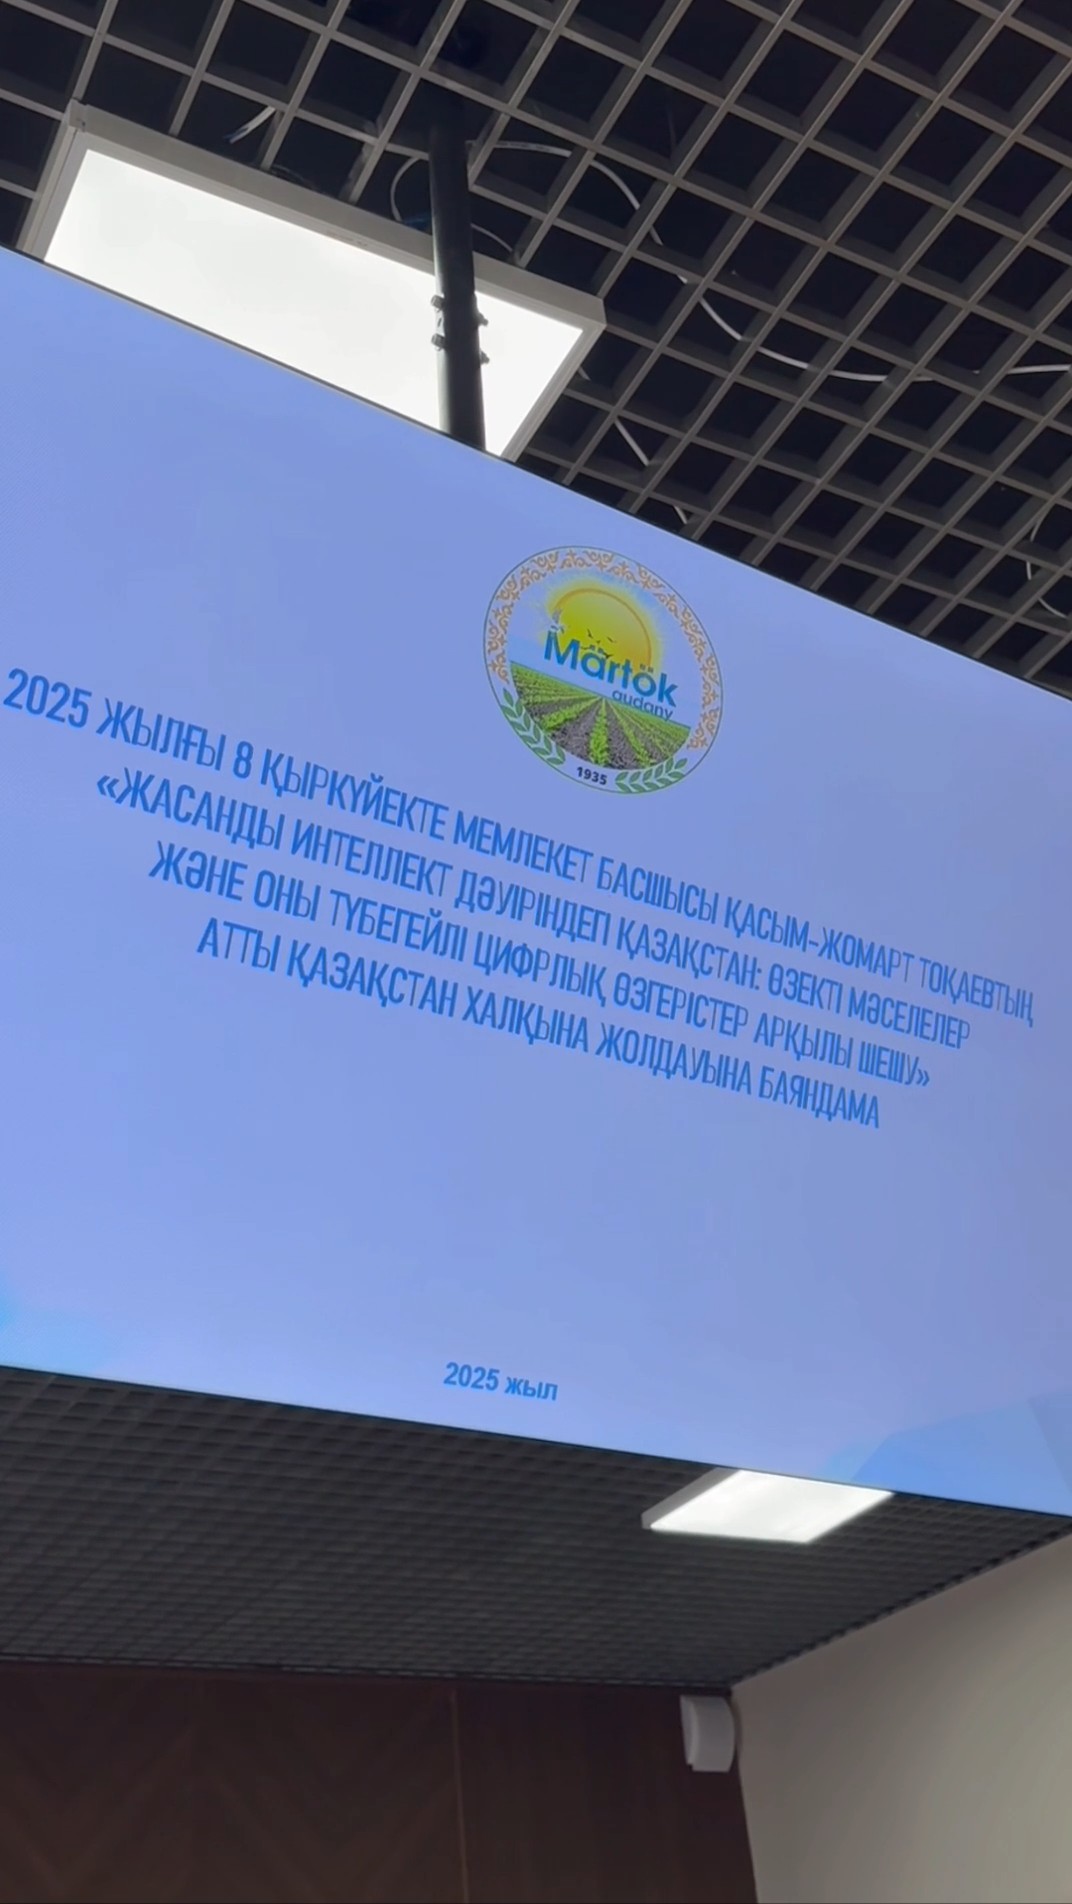 Märtök
audany
1935
2025 ЖЫЛҒЫ 8 ҚЫРКҮЙЕКТЕ МЕМЛЕКЕТ БАСШЫСЫ ҚАСЫМ-ЖОМАРТ ТОҚАЕВТЫҢ
«ЖАСАНДЫ ИНТЕЛЛЕКТ ДӘУІРІНДЕГІ ҚАЗАҚСТАН: ӨЗЕКТІ МӘСЕЛЕЛЕР
ЖӘНЕ ОНЫ ТҮБЕГЕЙЛІ ЦИФРЛЫҚ ӨЗГЕРІСТЕР АРҚЫЛЫ ШЕШУ»
АТТЫ ҚАЗАҚСТАН ХАЛҚЫНА ЖОЛДАУЫНА БАЯНДАМА
2025 жыл